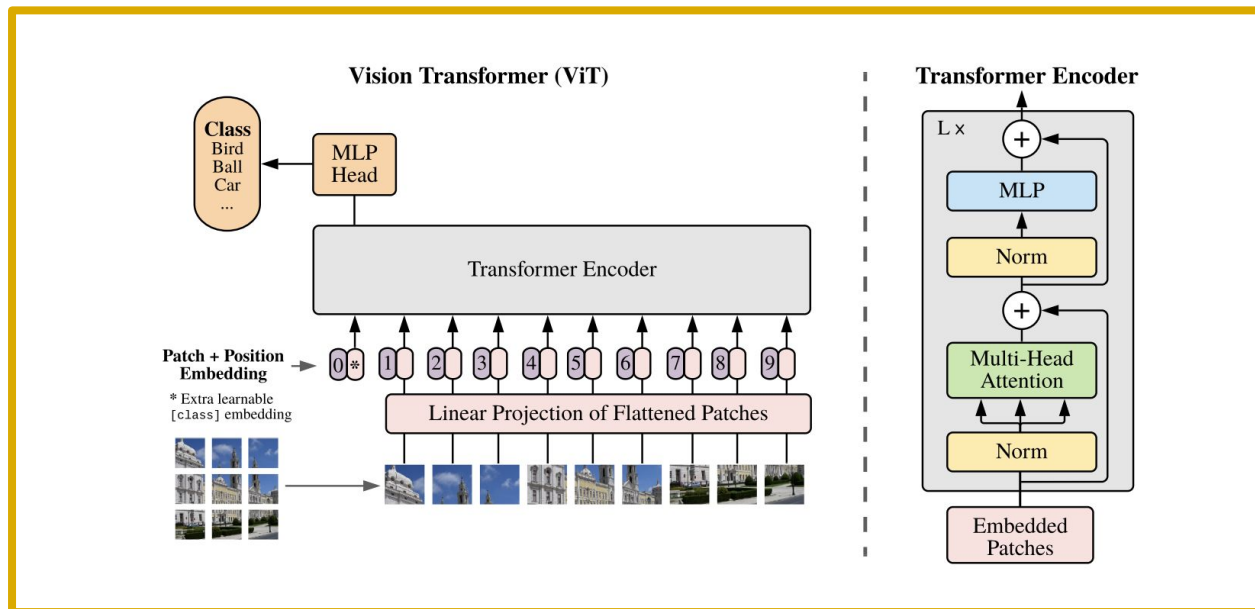 Vision Transformer (ViT)
Class
Bird
Ball
Car
...
MLP
Head
Transformer Encoder
Patch + Position
Embedding
0 * 1 2 3 4 5 6 7 8 9
* Extra learnable
[class] embedding
Linear Projection of Flattened Patches
Transformer Encoder
L ×
+
MLP
Norm
+
Multi-Head
Attention
Norm
Embedded
Patches